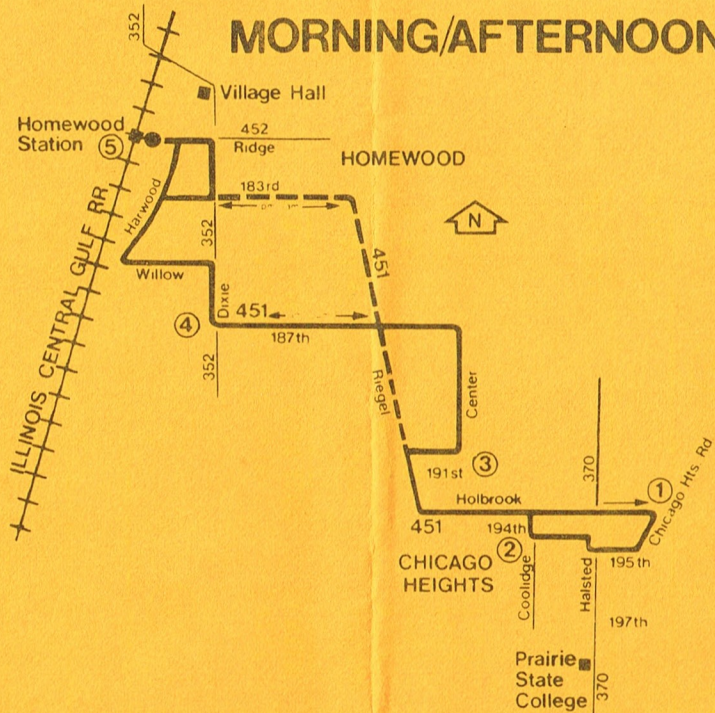 MORNING/AFTERNOON
352
Village Hall
Homewood
Station
5
452
Ridge
HOMEWOOD
183rd
N
Harwood
352
451
ILLINOIS CENTRAL GULF RR
Willow
Dixie
451
4
187th
352
Riegel
Center
191st
3
370
1
Chicago Hts Rd
Holbrook
451
194th
2
CHICAGO
HEIGHTS
Coolidge
Halsted
195th
197th
Prairie
State
College
370